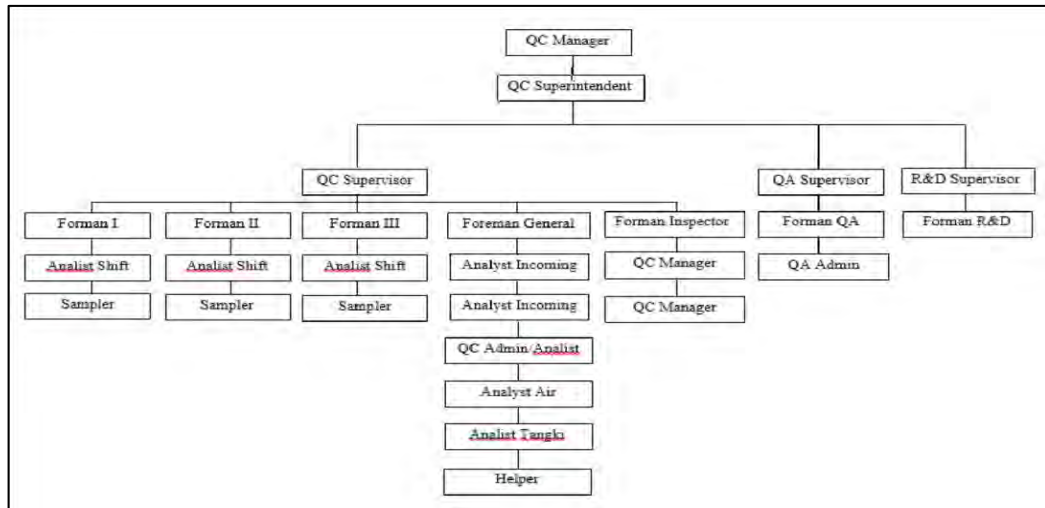 QC Manager
QC Superintendent
QC Supervisor
QA Supervisor
R&D Supervisor
Forman I
Forman II
Forman III
Foreman General
Forman Inspector
Forman QA
Forman R&D
Analist Shift
Analist Shift
Analist Shift
Analyst Incoming
QC Manager
QA Admin
Sampler
Sampler
Sampler
Analyst Incoming
QC Manager
QC Admin/Analist
Analyst Air
Analist Tangki
Helper